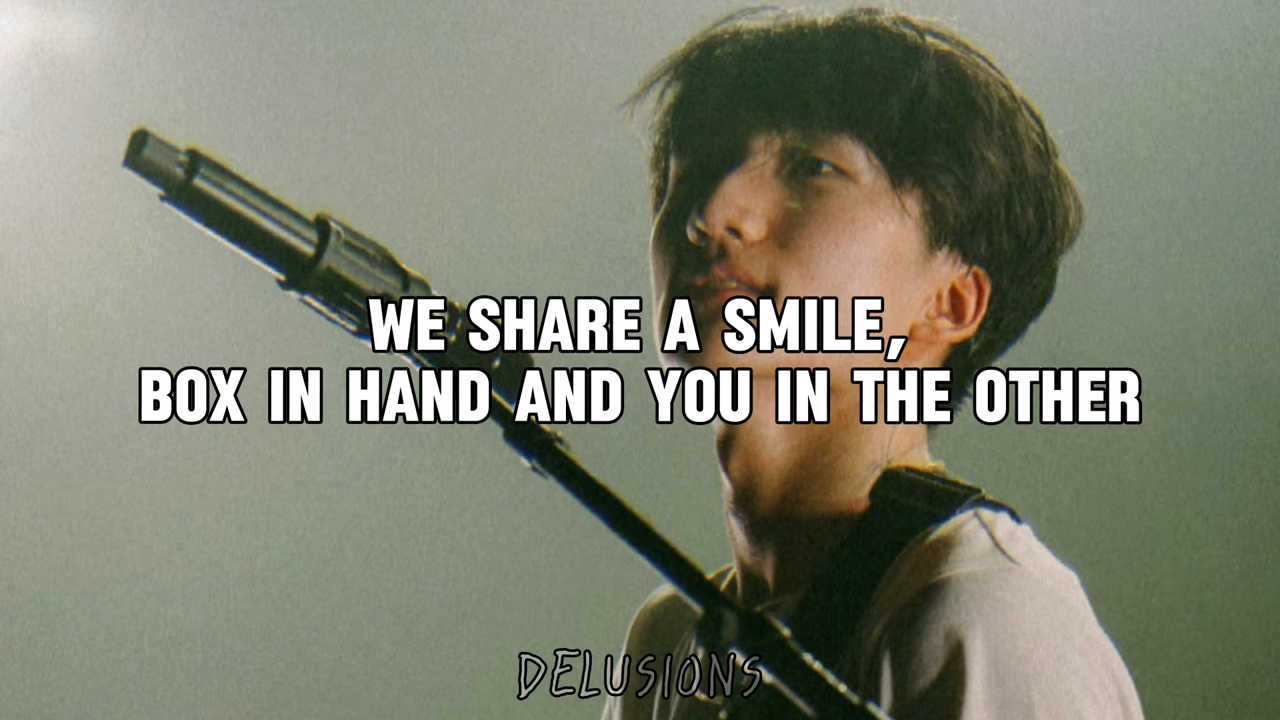 WE SHARE A SMILE,
BOX IN HAND AND YOU IN THE OTHER
DELUSIONS